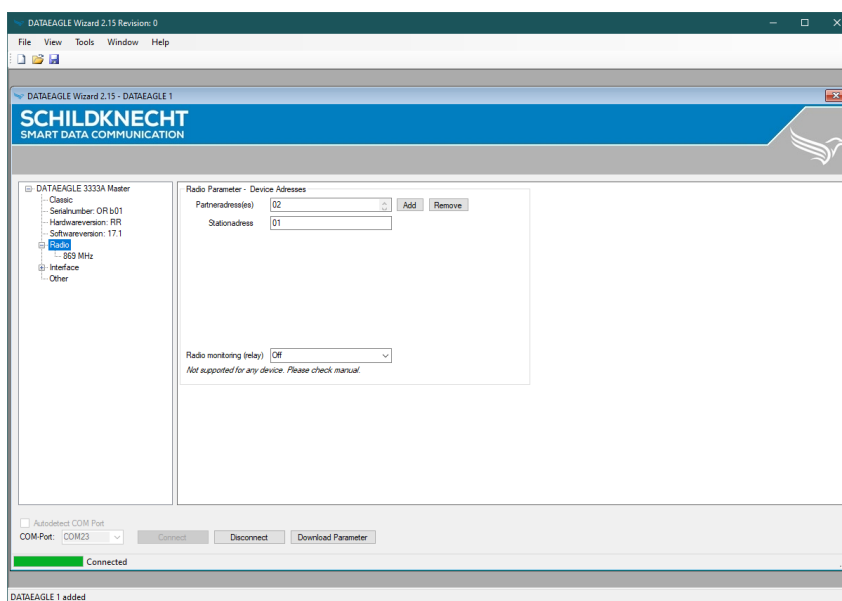 DATAEAGLE Wizard 2.15 Revision: 0
File View Tools Window Help
DATAEAGLE Wizard 2.15 - DATAEAGLE 1
SCHILDKNECHT
SMART DATA COMMUNICATION
DATAEAGLE 3333A Master
Classic
Serialnumber: OR b01
Hardwareversion: RR
Softwareversion: 17.1
Radio
869 MHz
Interface
Other
Radio Parameter - Device Adresses
Partneradress(es) 02 Add Remove
Stationadress 01
Radio monitoring (relay) Off
Not supported for any device. Please check manual.
Autodetect COM Port
COM-Port: COM23 Connect Disconnect Download Parameter
Connected
DATAEAGLE 1 added